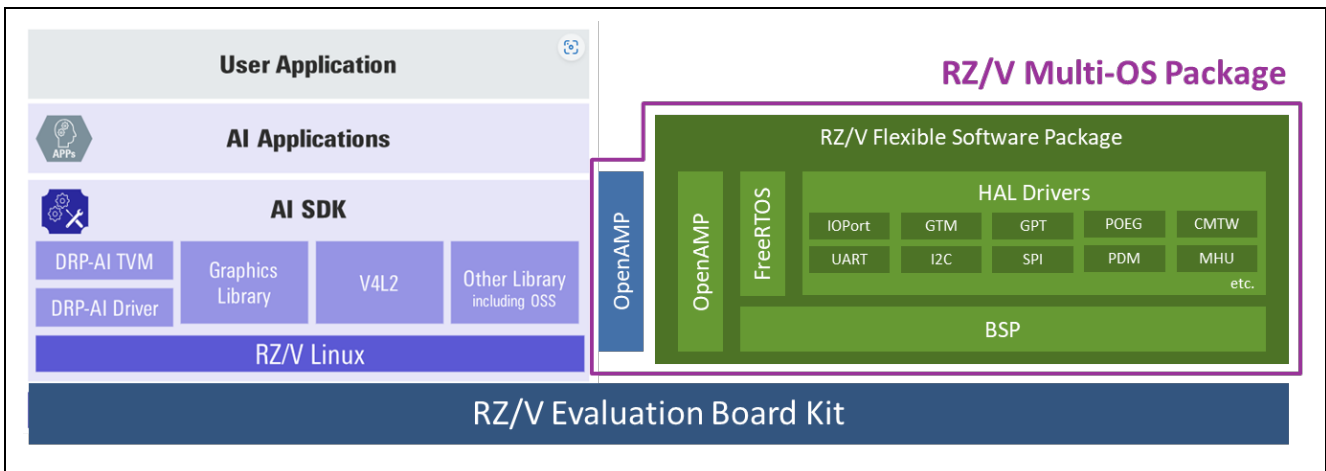 User Application
APPs
AI Applications
AI SDK
DRP-AI TVM
DRP-AI Driver
Graphics
Library
V4L2
Other Library
including OSS
RZ/V Linux
RZ/V Multi-OS Package
OpenAMP
RZ/V Flexible Software Package
OpenAMP
FreeRTOS
HAL Drivers
IOPort
GTM
GPT
POEG
CMTW
UART
I2C
SPI
PDM
MHU
etc.
BSP
RZ/V Evaluation Board Kit